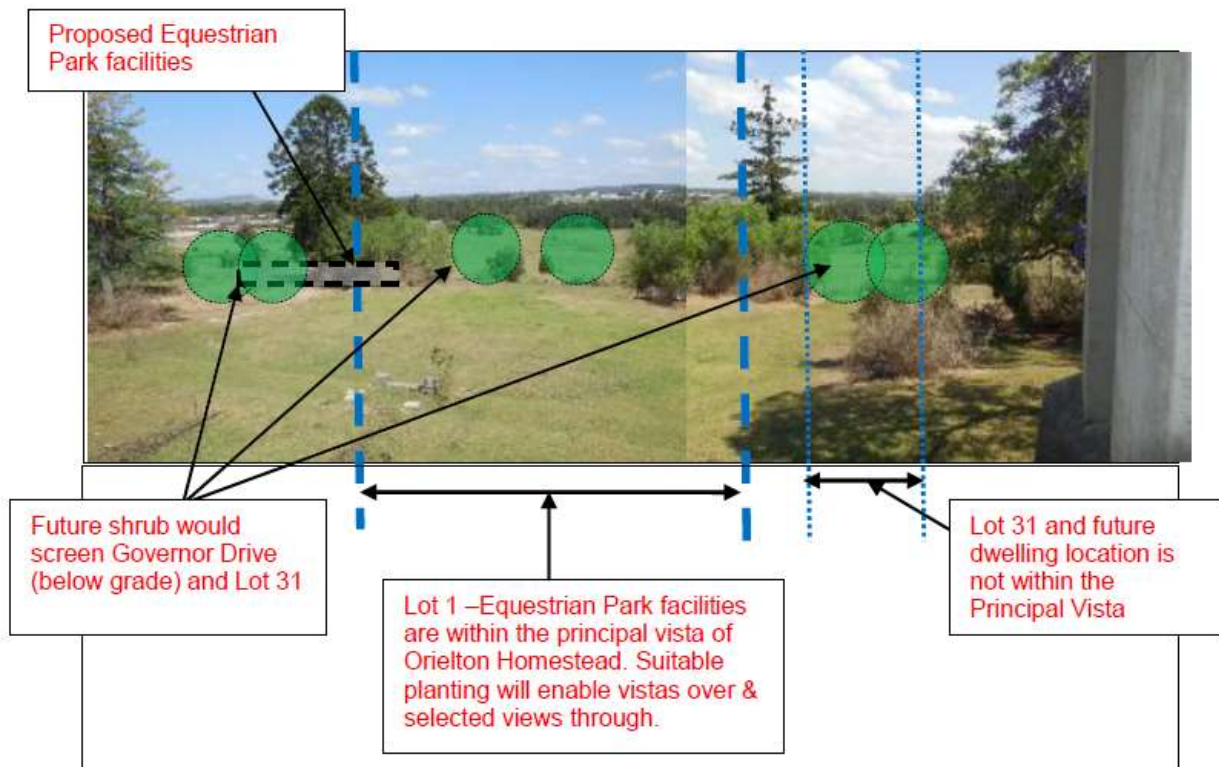 Proposed Equestrian
Park facilities
Future shrub would
screen Governor Drive
(below grade) and Lot 31
Lot 1 –Equestrian Park facilities
are within the principal vista of
Orielton Homestead. Suitable
planting will enable vistas over &
selected views through.
Lot 31 and future
dwelling location is
not within the
Principal Vista